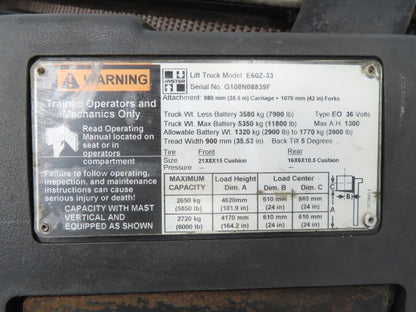 WARNING
Trained Operators and
Mechanics Only
Read Operating
Manual located on
seat or in
operators
compartment
Failure to follow operating,
inspection, and maintenance
instructions can cause
serious injury or death!
CAPACITY WITH MAST
VERTICAL AND
EQUIPPED AS SHOWN
HYSTER
Lift Truck Model E60Z-33
Serial No. G108N08839F
Attachment: 980 mm (38.5 in) Carriage + 1070 mm (42 in) Forks
Truck Wt. Less Battery 3580 kg (7900 lb) Type EO 36 Volts
Truck Wt. Max Battery 5350 kg (11800 lb) Max A.H. 1300
Allowable Battery Wt. 1320 kg (2900 lb) to 1770 kg (3900 lb)
Tread Width 900 mm (35.53 in) Back Tilt 5 Degrees
Tire Front Rear
Size 21X8X15 Cushion 16X6X10.5 Cushion
MAXIMUM CAPACITY Load Height Dim. A Load Center Dim. B Dim. C
2650 kg (5850 lb) 4620mm (181.9 in) 610 mm (24 in) 610 mm (24 in)
2720 kg (6000 lb) 4170 mm (164.2 in) 610 mm (24 in) 610 mm (24 in)
C
B
A